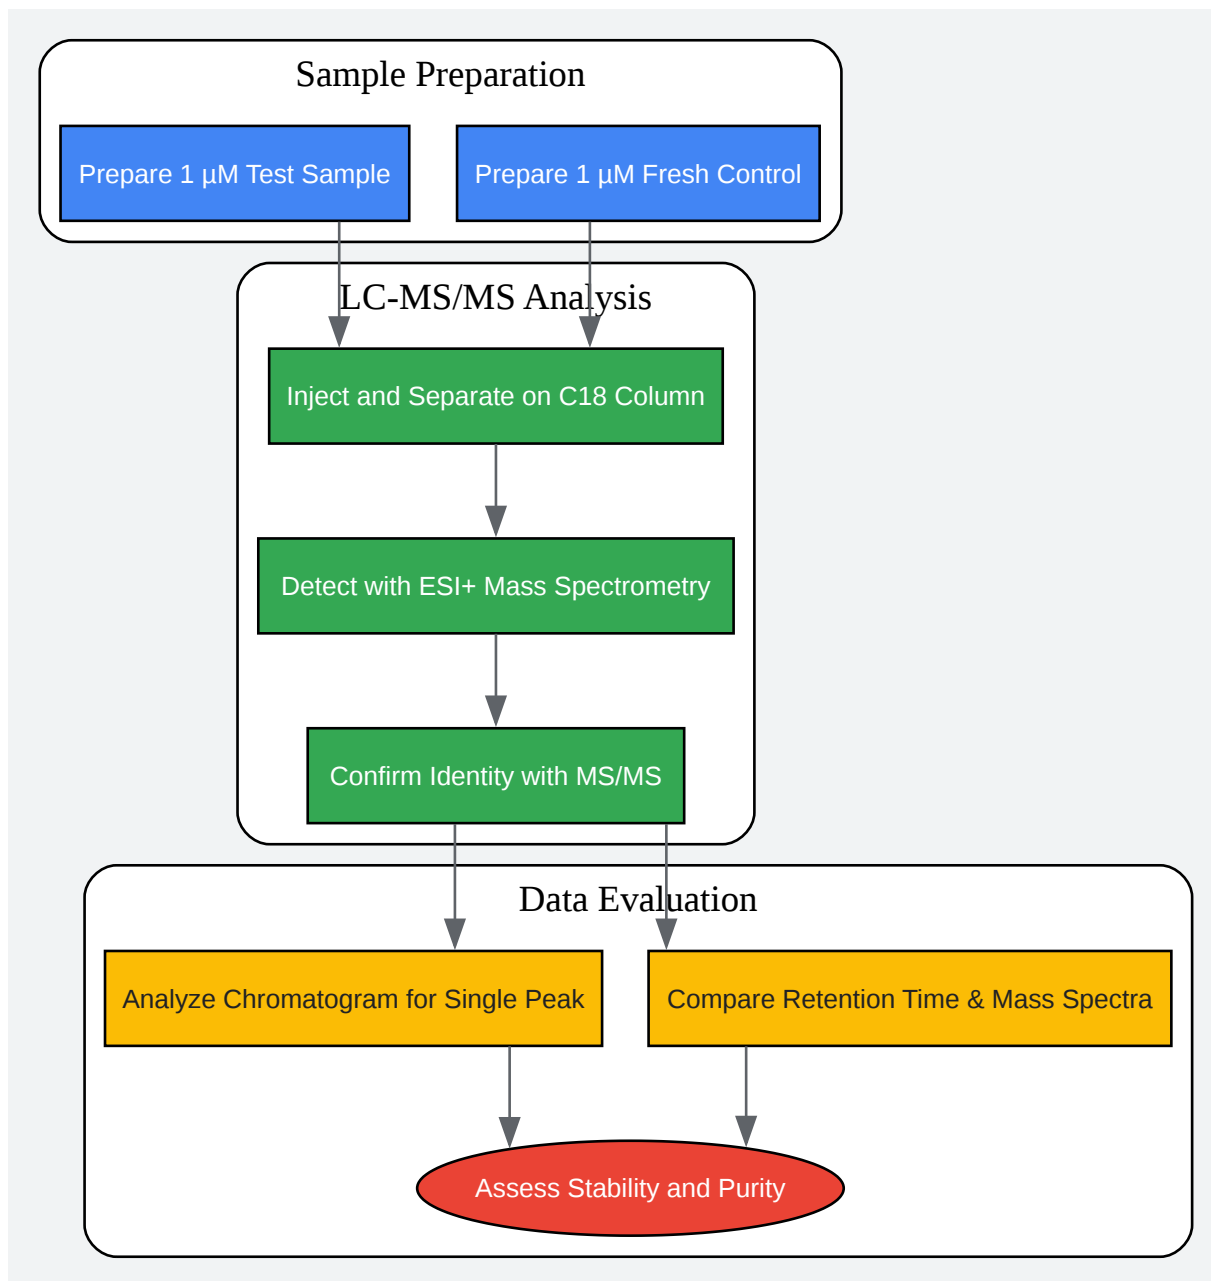 Sample Preparation
Prepare 1 µM Test Sample
Prepare 1 µM Fresh Control
LC-MS/MS Analysis
Inject and Separate on C18 Column
Detect with ESI+ Mass Spectrometry
Confirm Identity with MS/MS
Data Evaluation
Analyze Chromatogram for Single Peak
Compare Retention Time & Mass Spectra
Assess Stability and Purity